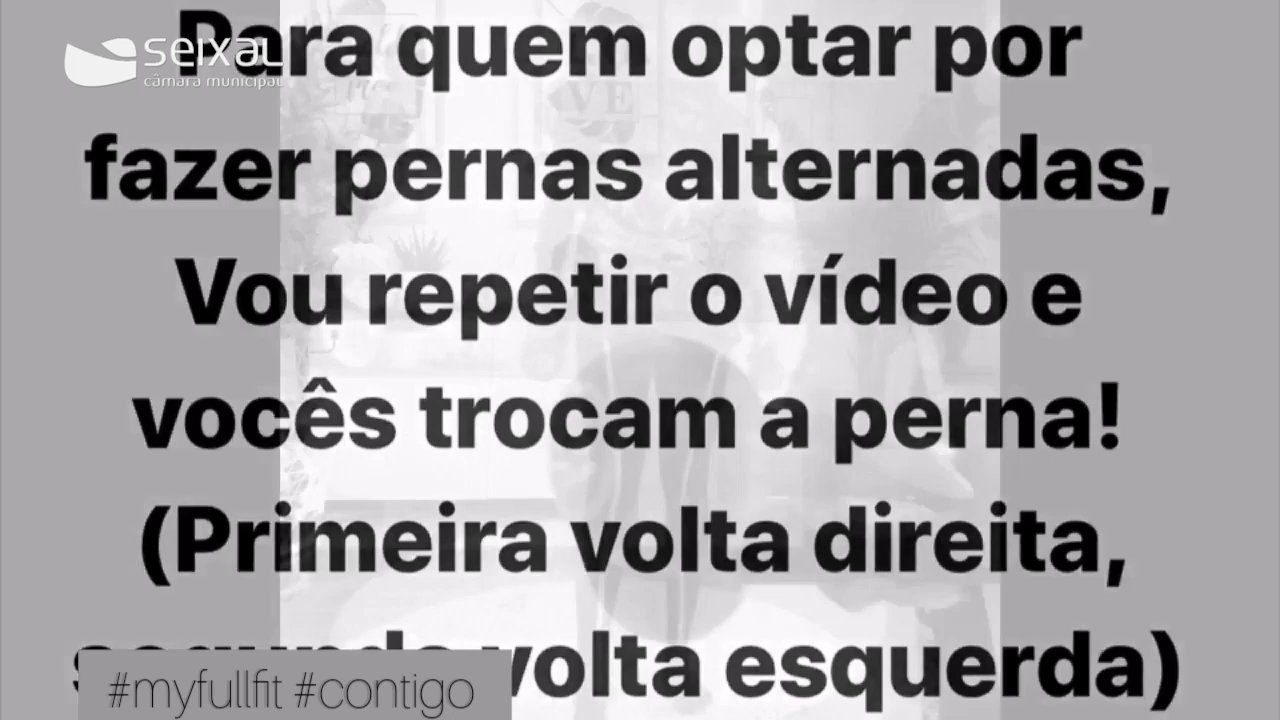 seixal
câmara municipal
Para quem optar por
fazer pernas alternadas,
Vou repetir o vídeo e
vocês trocam a perna!
(Primeira volta direita,
segunda volta esquerda)
#myfullfit #contigo